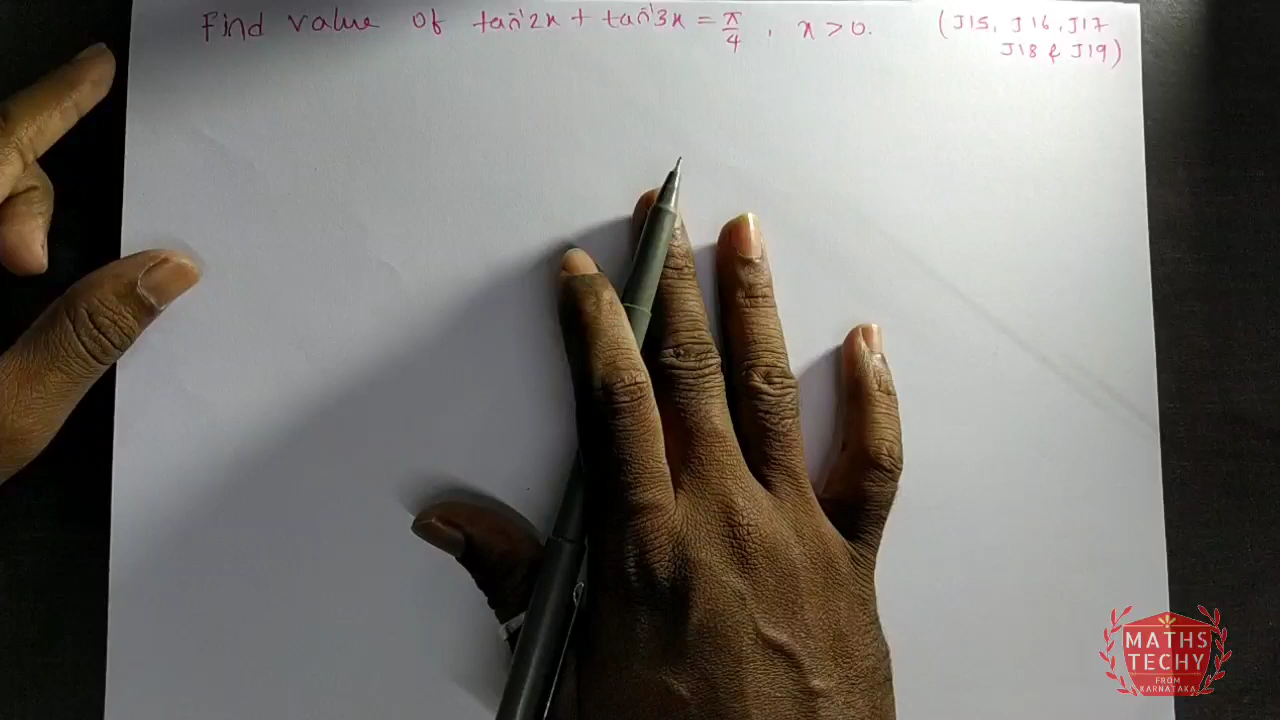 Find value of tan⁻¹2x + tan⁻¹3x = π/4 , x > 0. (J15, J16, J17
J18 & J19)
MATHS
TECHY
FROM
KARNATAKA